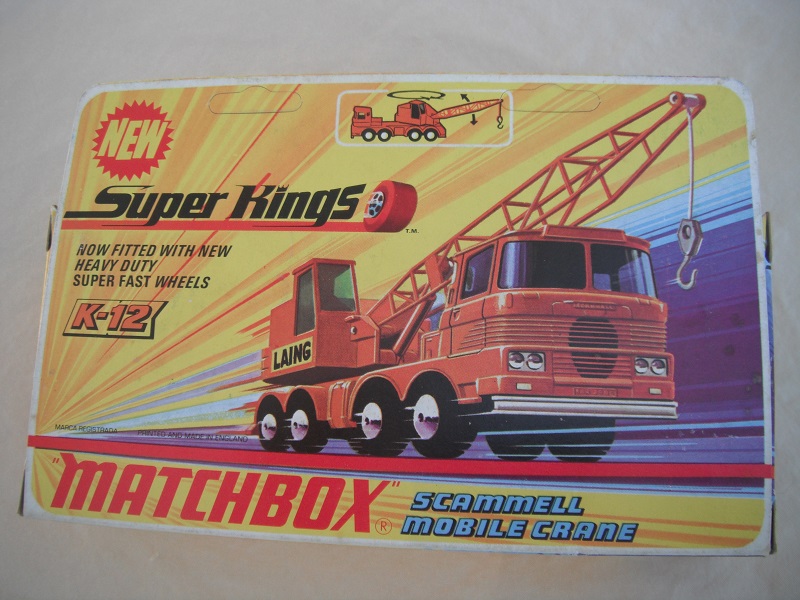 NEW
Super Kings
T.M.
NOW FITTED WITH NEW
HEAVY DUTY
SUPER FAST WHEELS
K-12
LAING
SCAMMELL
MARCA REGISTRADA
PRINTED AND MADE IN ENGLAND
"MATCHBOX"®
SCAMMELL
MOBILE CRANE